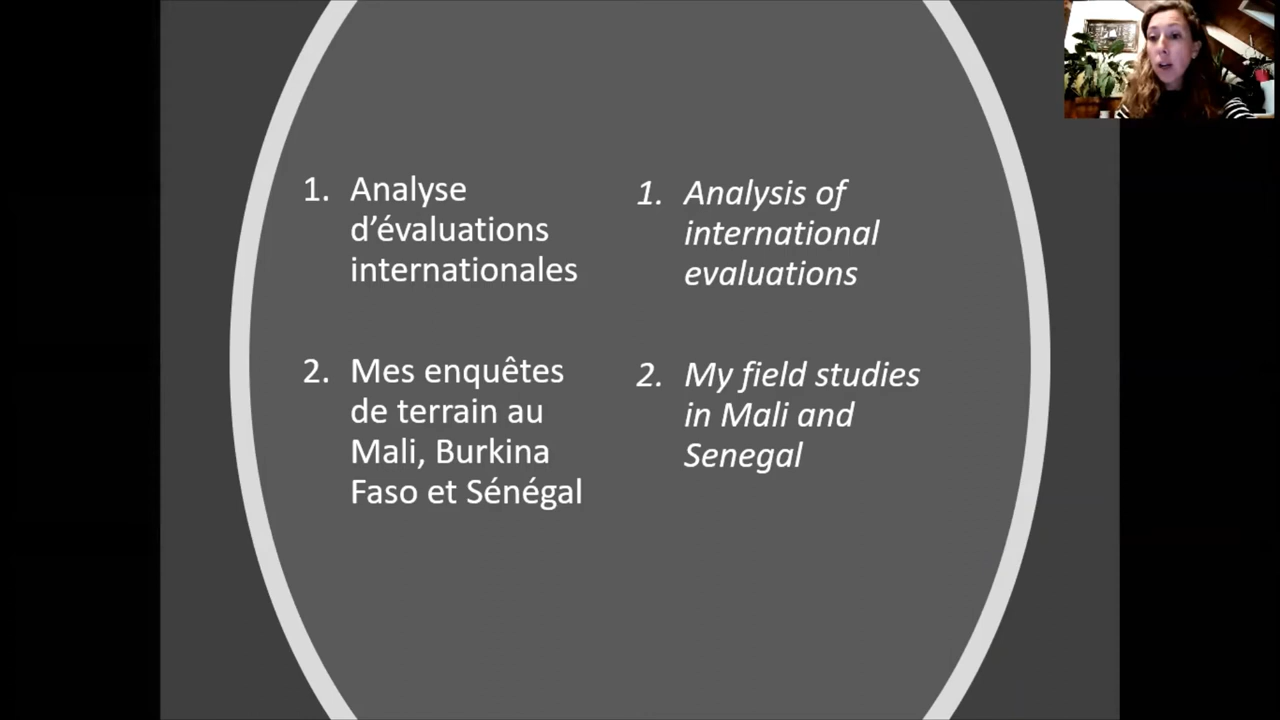 1. Analyse
d’évaluations
internationales
2. Mes enquêtes
de terrain au
Mali, Burkina
Faso et Sénégal
1. Analysis of
international
evaluations
2. My field studies
in Mali and
Senegal